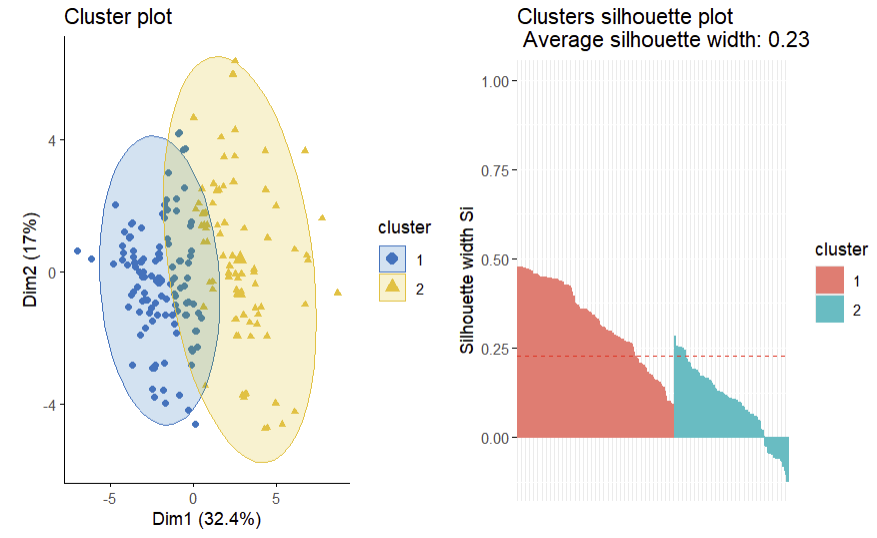 Cluster plot
4
0
-4
-5
0
5
Dim2 (17%)
Dim1 (32.4%)
cluster
1
2
Clusters silhouette plot
Average silhouette width: 0.23
1.00
0.75
0.50
0.25
0.00
Silhouette width Si
cluster
1
2